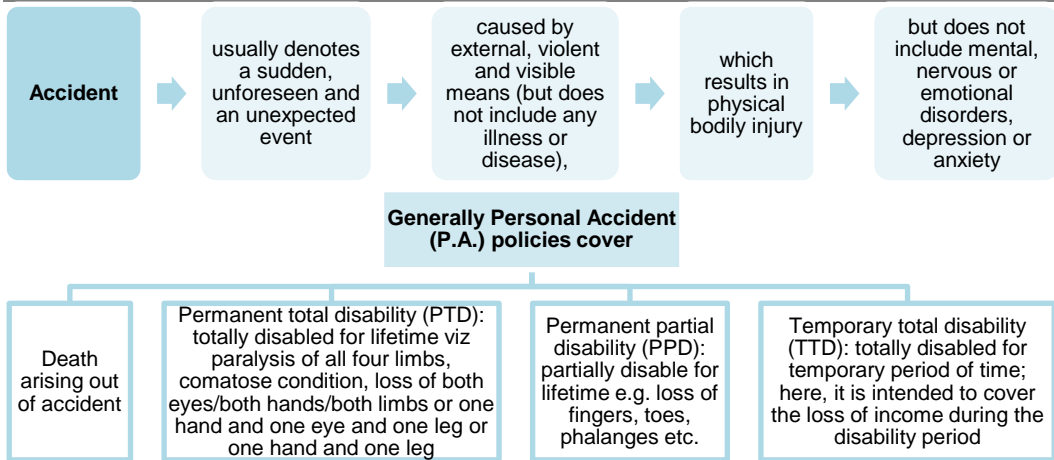 Accident
usually denotes
a sudden,
unforeseen and
an unexpected
event
caused by
external, violent
and visible
means (but does
not include any
illness or
disease),
which
results in
physical
bodily injury
but does not
include mental,
nervous or
emotional
disorders,
depression or
anxiety
Generally Personal Accident
(P.A.) policies cover
Death
arising out
of accident
Permanent total disability (PTD):
totally disabled for lifetime viz
paralysis of all four limbs,
comatose condition, loss of both
eyes/both hands/both limbs or one
hand and one eye and one leg or
one hand and one leg
Permanent partial
disability (PPD):
partially disable for
lifetime e.g. loss of
fingers, toes,
phalanges etc.
Temporary total disability
(TTD): totally disabled for
temporary period of time;
here, it is intended to cover
the loss of income during the
disability period